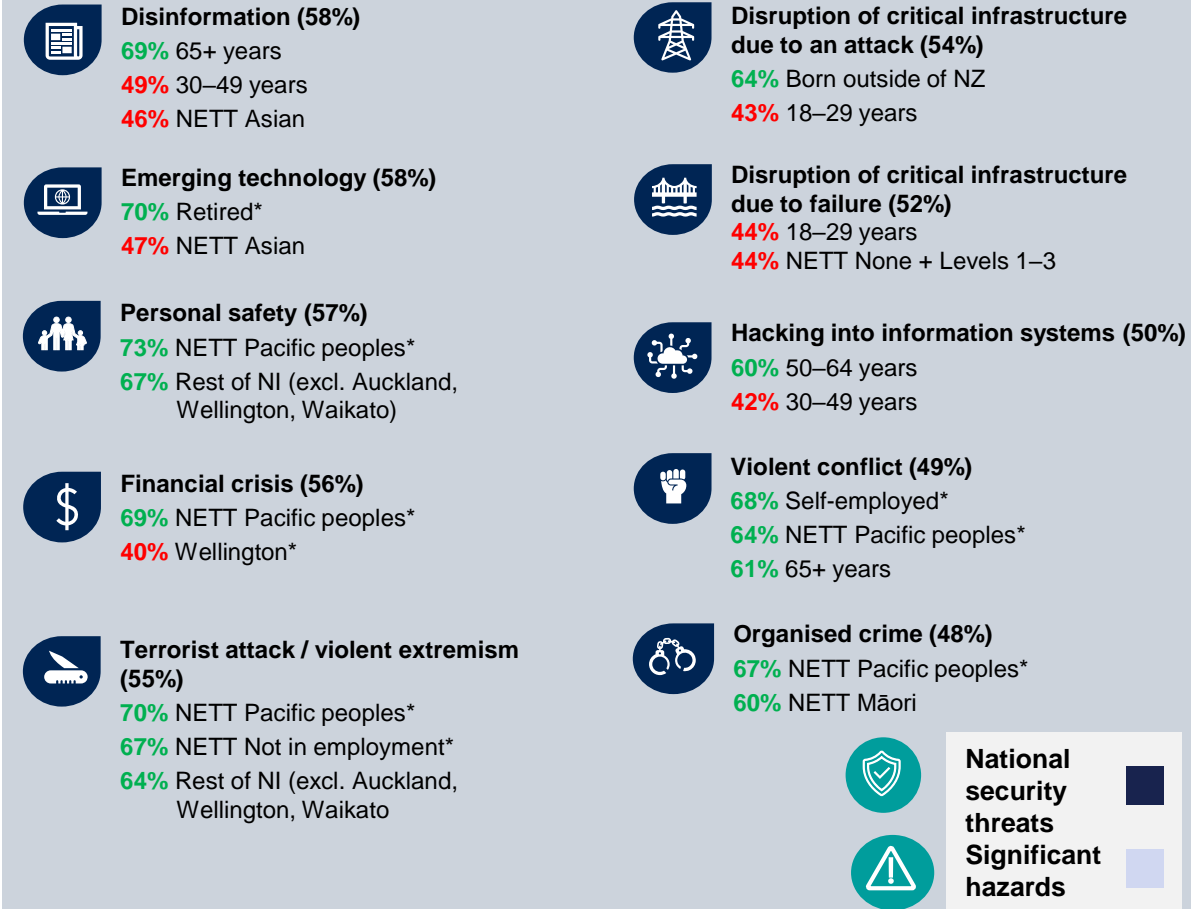 Disinformation (58%)
69% 65+ years
49% 30–49 years
46% NETT Asian
Emerging technology (58%)
70% Retired*
47% NETT Asian
Personal safety (57%)
73% NETT Pacific peoples*
67% Rest of NI (excl. Auckland,
Wellington, Waikato)
Financial crisis (56%)
69% NETT Pacific peoples*
40% Wellington*
Terrorist attack / violent extremism
(55%)
70% NETT Pacific peoples*
67% NETT Not in employment*
64% Rest of NI (excl. Auckland,
Wellington, Waikato
Disruption of critical infrastructure
due to an attack (54%)
64% Born outside of NZ
43% 18–29 years
Disruption of critical infrastructure
due to failure (52%)
44% 18–29 years
44% NETT None + Levels 1–3
Hacking into information systems (50%)
60% 50–64 years
42% 30–49 years
Violent conflict (49%)
68% Self-employed*
64% NETT Pacific peoples*
61% 65+ years
Organised crime (48%)
67% NETT Pacific peoples*
60% NETT Māori
National
security
threats
Significant
hazards